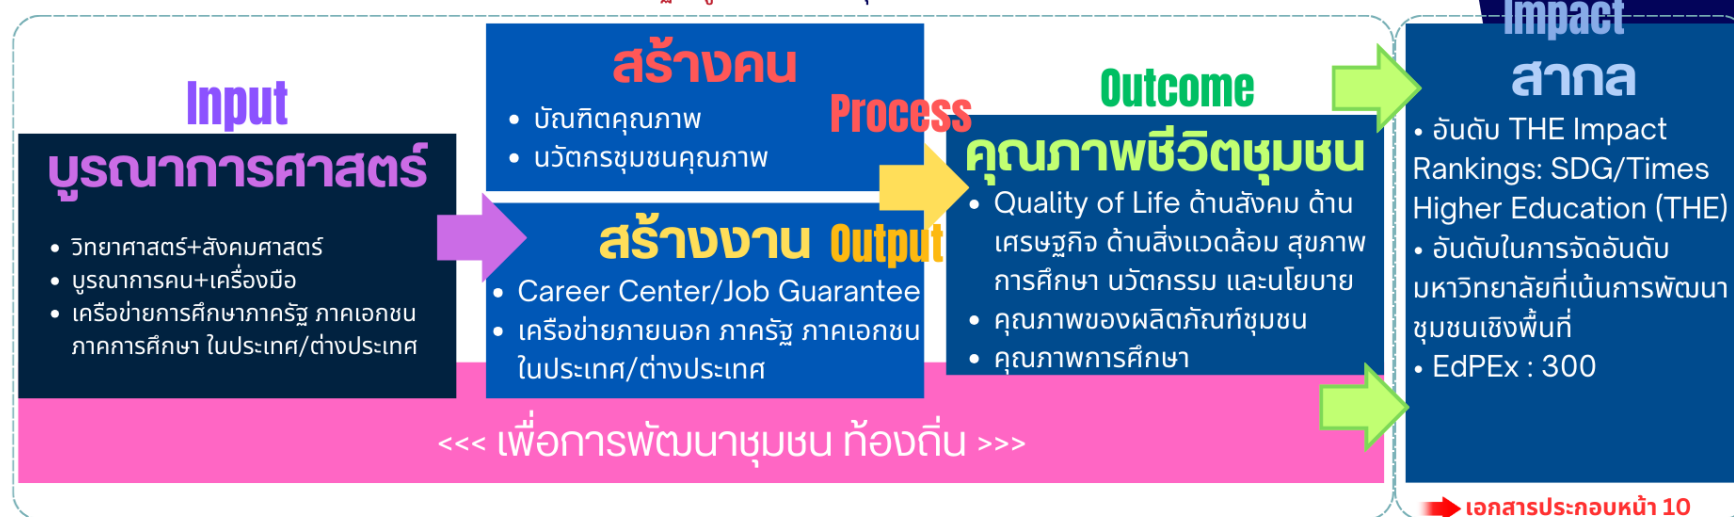 Input
บูรณาการศาสตร์
• วิทยาศาสตร์+สังคมศาสตร์
• บูรณาการคน+เครื่องมือ
• เครือข่ายการศึกษาภาครัฐ ภาคเอกชน
ภาคการศึกษา ในประเทศ/ต่างประเทศ
สร้างคน
• บัณฑิตคุณภาพ
• นวัตกรชุมชนคุณภาพ
Process
สร้างงาน
Output
• Career Center/Job Guarantee
• เครือข่ายภายนอก ภาครัฐ ภาคเอกชน
ในประเทศ/ต่างประเทศ
Outcome
คุณภาพชีวิตชุมชน
• Quality of Life ด้านสังคม ด้าน
เศรษฐกิจ ด้านสิ่งแวดล้อม สุขภาพ
การศึกษา นวัตกรรม และนโยบาย
• คุณภาพของผลิตภัณฑ์ชุมชน
• คุณภาพการศึกษา
<<< เพื่อการพัฒนาชุมชน ท้องถิ่น >>>
Impact
สากล
• อันดับ THE Impact
Rankings: SDG/Times
Higher Education (THE)
• อันดับในการจัดอันดับ
มหาวิทยาลัยที่เน้นการพัฒนา
ชุมชนเชิงพื้นที่
• EdPEx : 300
เอกสารประกอบหน้า 10